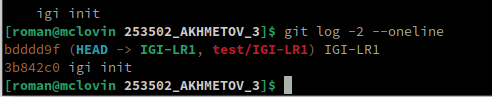 igi init
[roman@mclovin 253502_AKHMETOV_3]$ git log -2 --oneline
bdddd9f (HEAD -> IGI-LR1, test/IGI-LR1) IGI-LR1
3b842c0 igi init
[roman@mclovin 253502_AKHMETOV_3]$